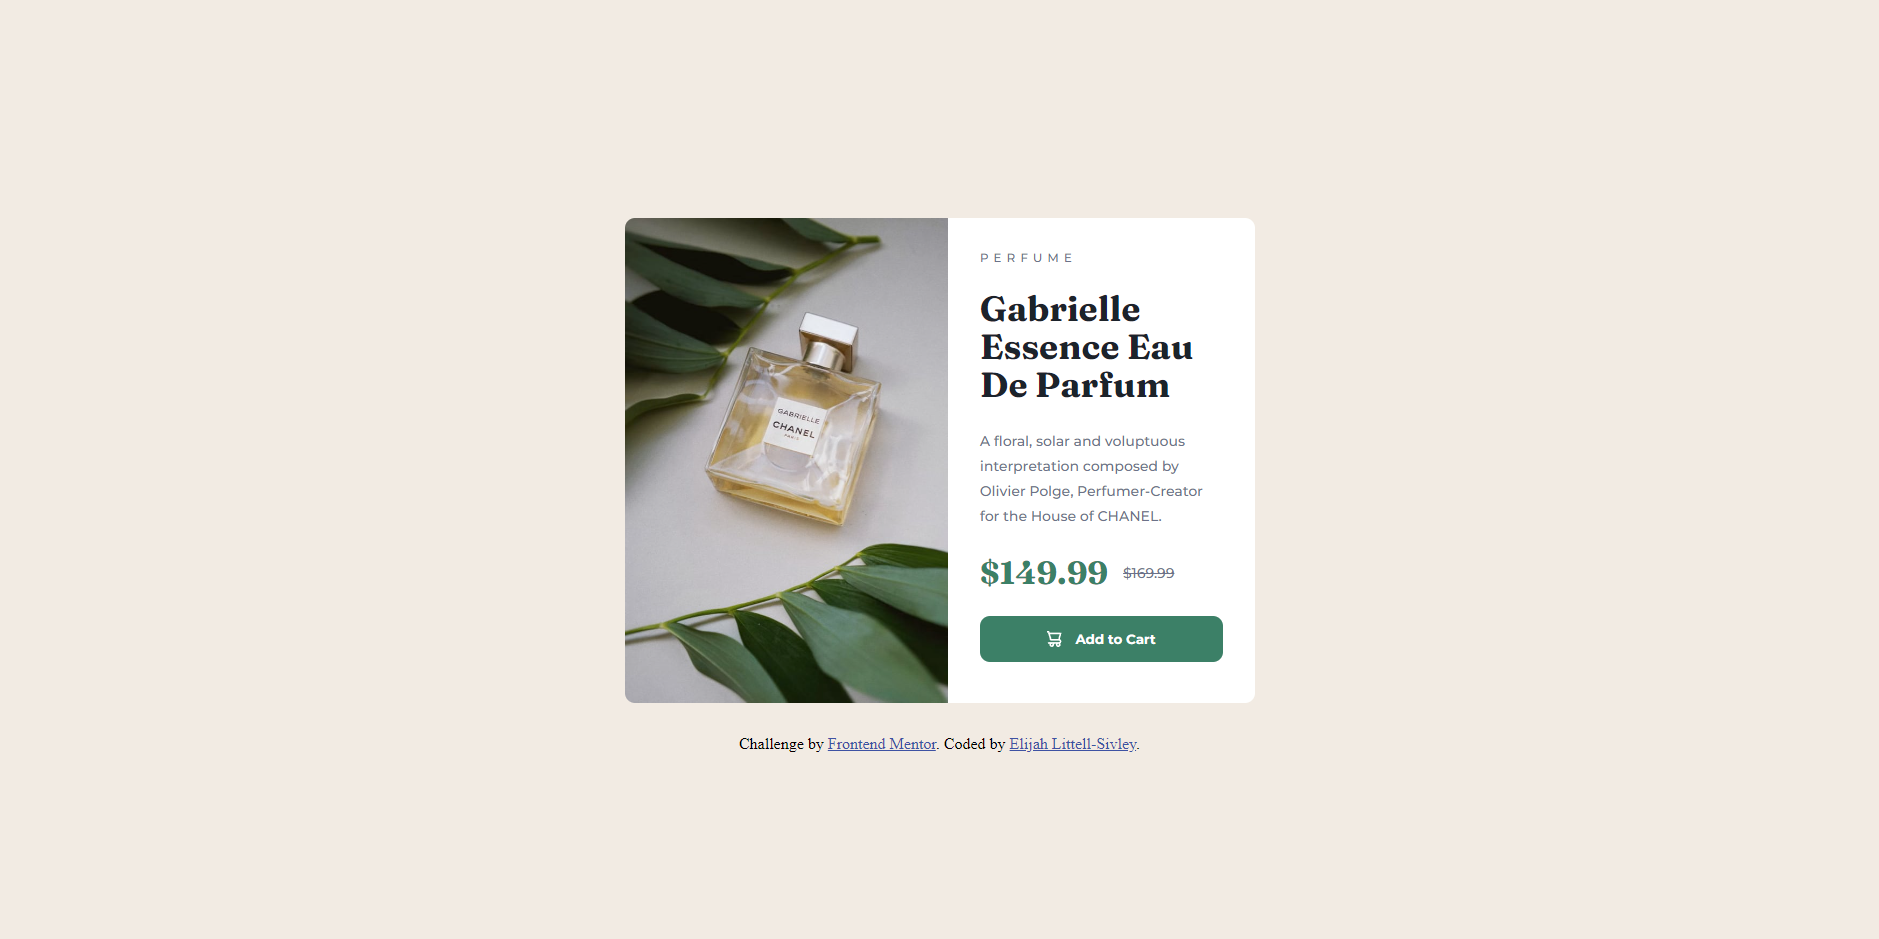 GABRIELLE
CHANEL
PARIS
PERFUME
Gabrielle
Essence Eau
De Parfum
A floral, solar and voluptuous
interpretation composed by
Olivier Polge, Perfumer-Creator
for the House of CHANEL.
$149.99 $169.99
Add to Cart
Challenge by Frontend Mentor. Coded by Elijah Littell-Sivley.